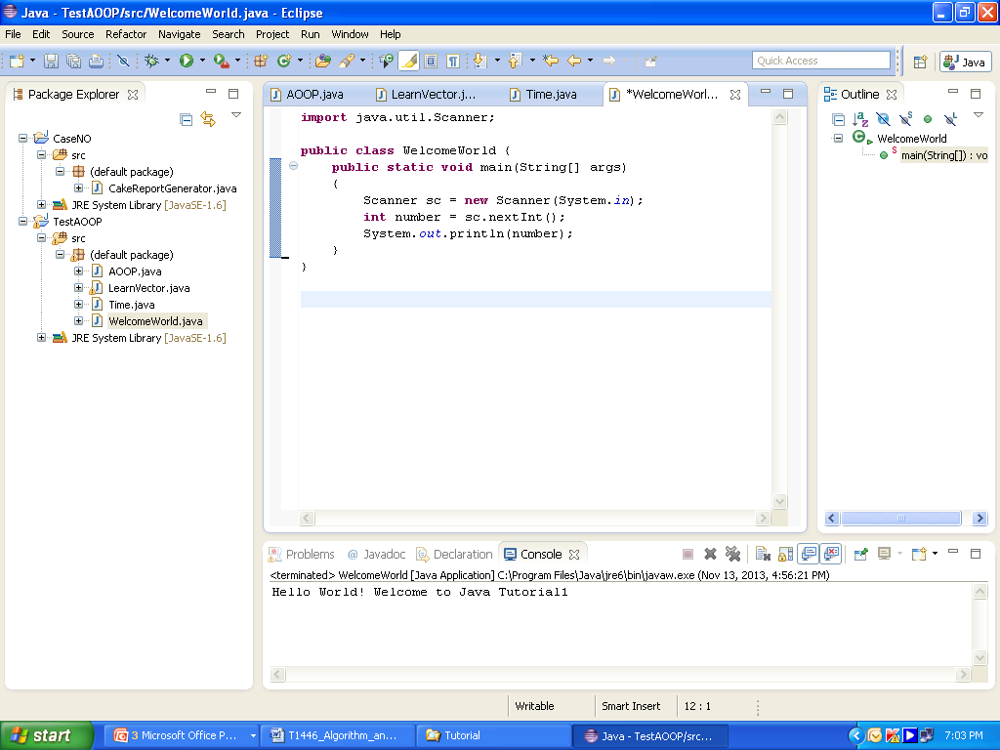 Java - TestAOOP/src/WelcomeWorld.java - Eclipse
File Edit Source Refactor Navigate Search Project Run Window Help
Quick Access
Java
Package Explorer
CaseNO
src
(default package)
CakeReportGenerator.java
JRE System Library [JavaSE-1.6]
TestAOOP
src
(default package)
AOOP.java
LearnVector.java
Time.java
WelcomeWorld.java
JRE System Library [JavaSE-1.6]
AOOP.java LearnVector.j... Time.java *WelcomeWorl...
import java.util.Scanner;
public class WelcomeWorld {
public static void main(String[] args)
{
Scanner sc = new Scanner(System.in);
int number = sc.nextInt();
System.out.println(number);
}
}
Outline
WelcomeWorld
main(String[]) : vo
Problems @ Javadoc Declaration Console
<terminated> WelcomeWorld [Java Application] C:\Program Files\Java\jre6\bin\javaw.exe (Nov 13, 2013, 4:56:21 PM)
Hello World! Welcome to Java Tutorial1
Writable Smart Insert 12 : 1
start 3 Microsoft Office P... T1446_Algorithm_an... Tutorial Java - TestAOOP/src... 7:03 PM